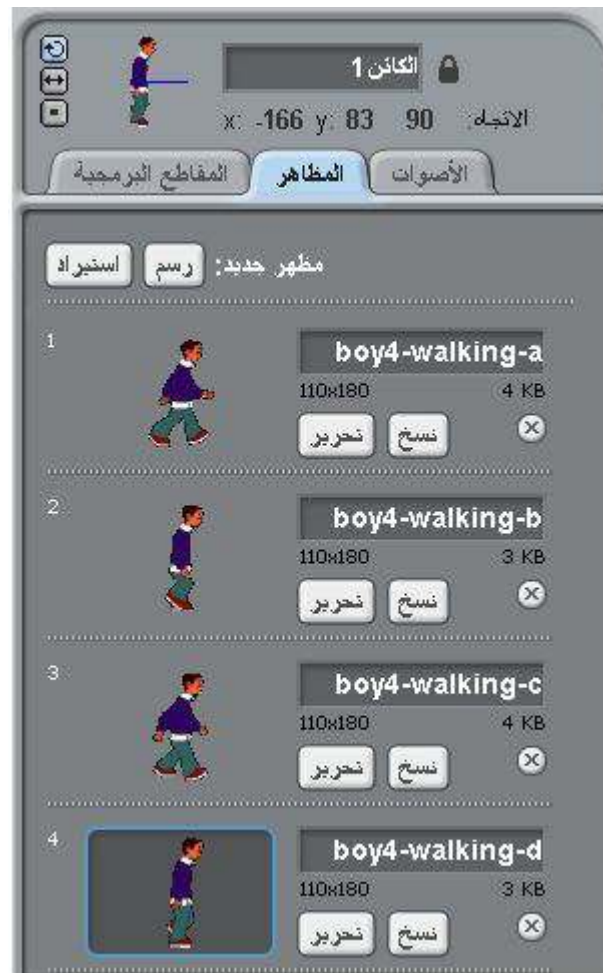 الكائن 1
x: -166 y: 83 90 الاتجاه:
المقاطع البرمجية المظاهر الأصوات
مظهر جديد: رسم استيراد
1
boy4-walking-a
110x180 4 KB
تحرير نسخ
2
boy4-walking-b
110x180 3 KB
تحرير نسخ
3
boy4-walking-c
110x180 4 KB
تحرير نسخ
4
boy4-walking-d
110x180 3 KB
تحرير نسخ